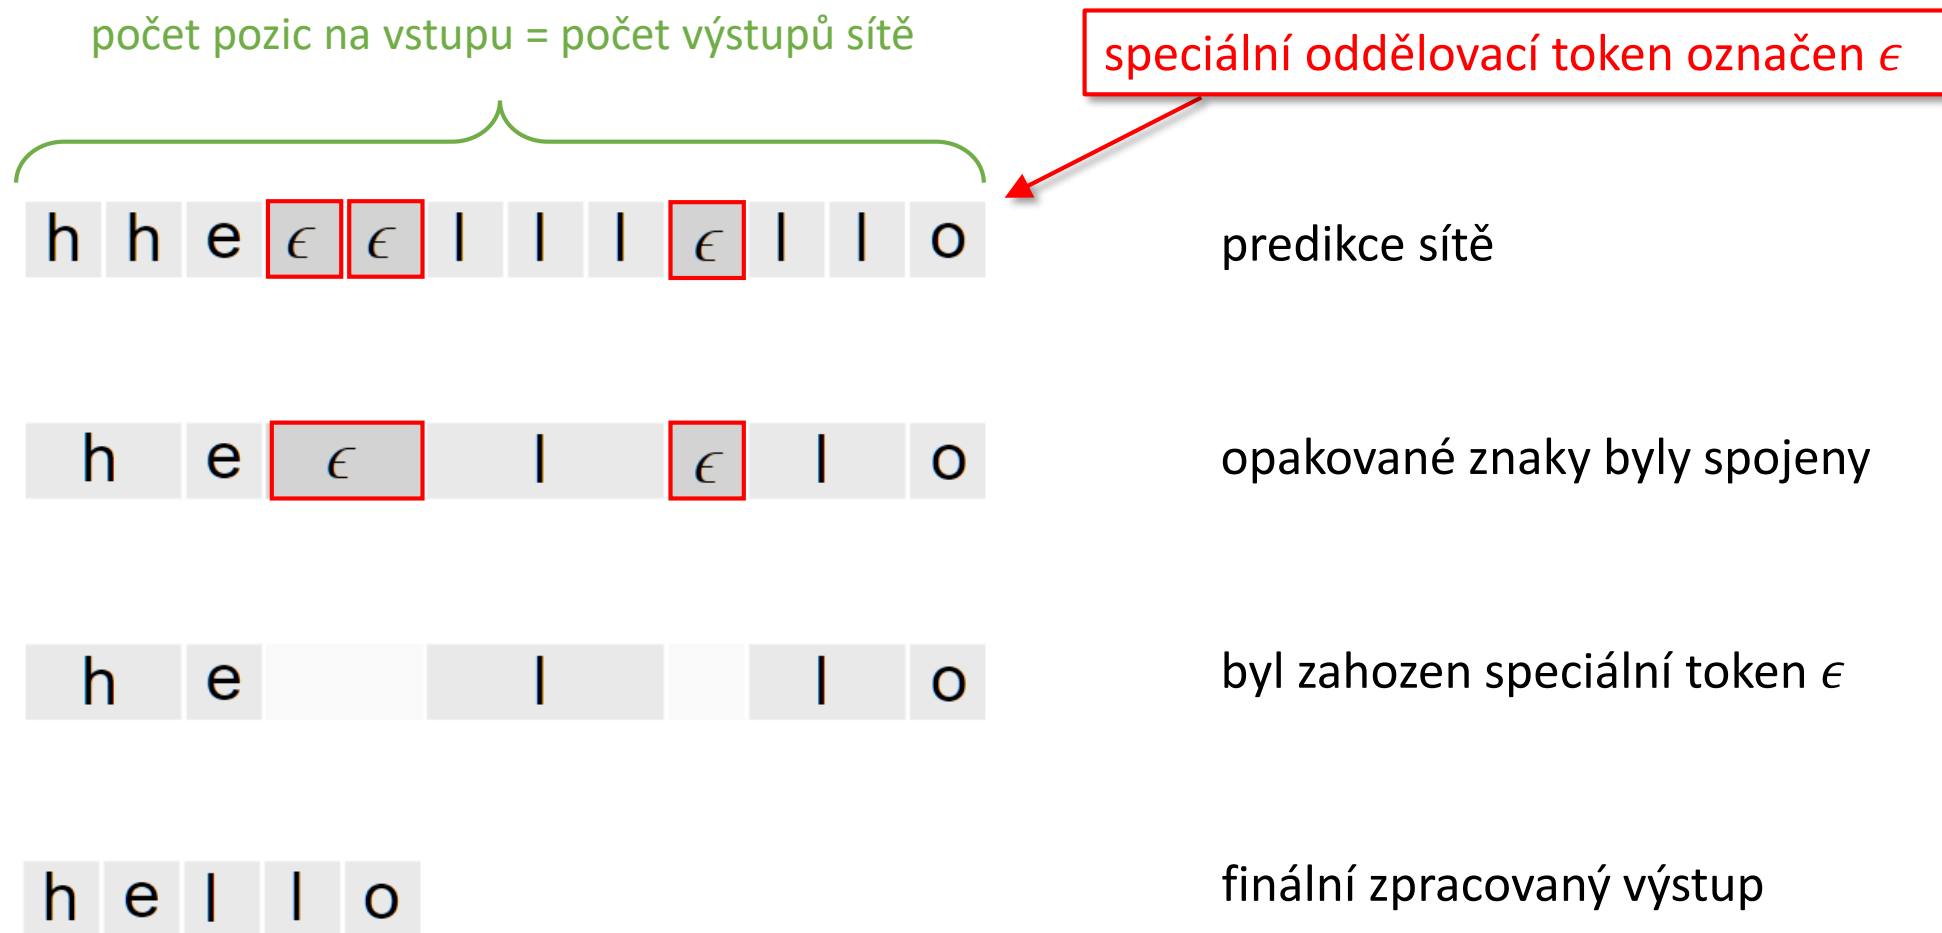 počet pozic na vstupu = počet výstupů sítě
speciální oddělovací token označen ϵ
h h e ϵ ϵ l l l ϵ l l o
predikce sítě
h e ϵ l ϵ l o
opakované znaky byly spojeny
h e l l o
byl zahozen speciální token ϵ
h e l l o
finální zpracovaný výstup